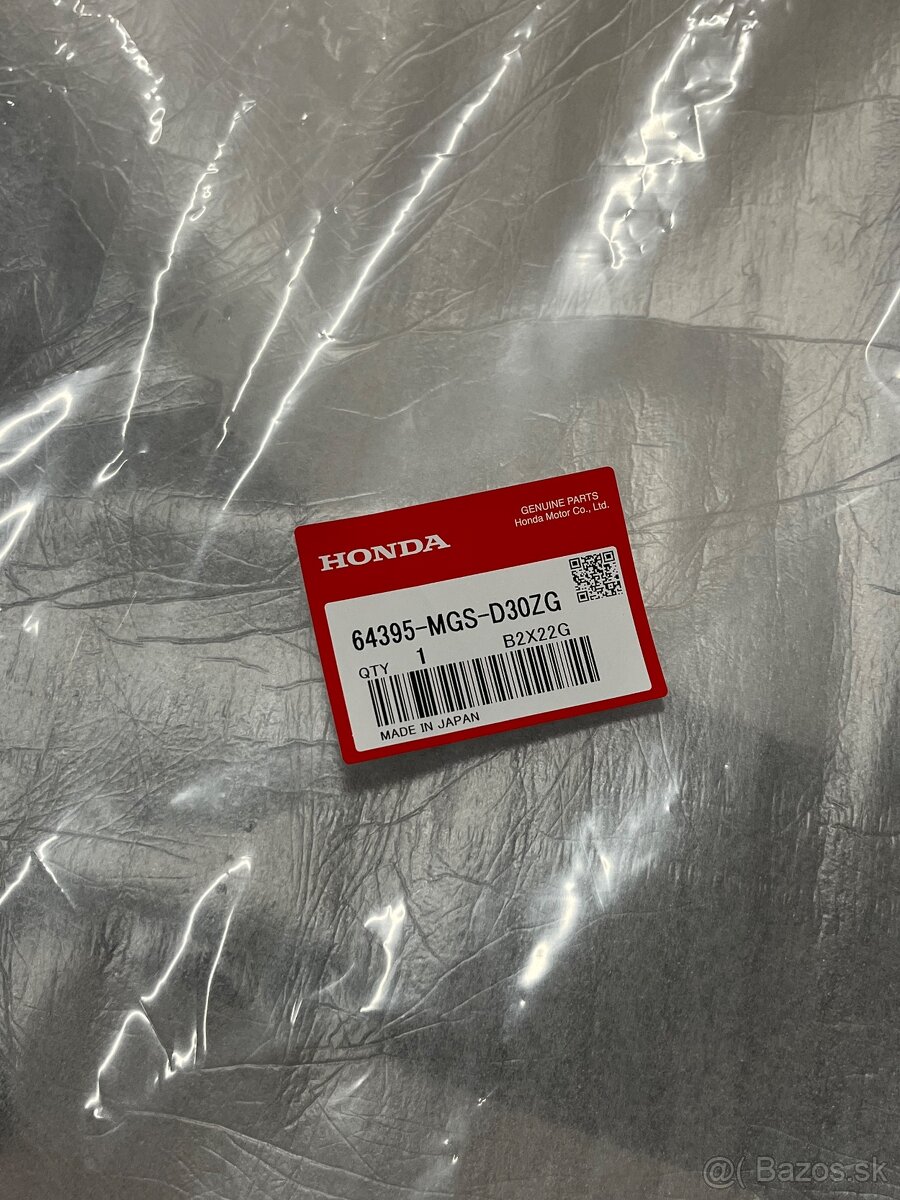 GENUINE PARTS
Honda Motor Co., Ltd.
HONDA
64395-MGS-D30ZG
QTY 1 B2X22G
MADE IN JAPAN
@( Bazos.sk